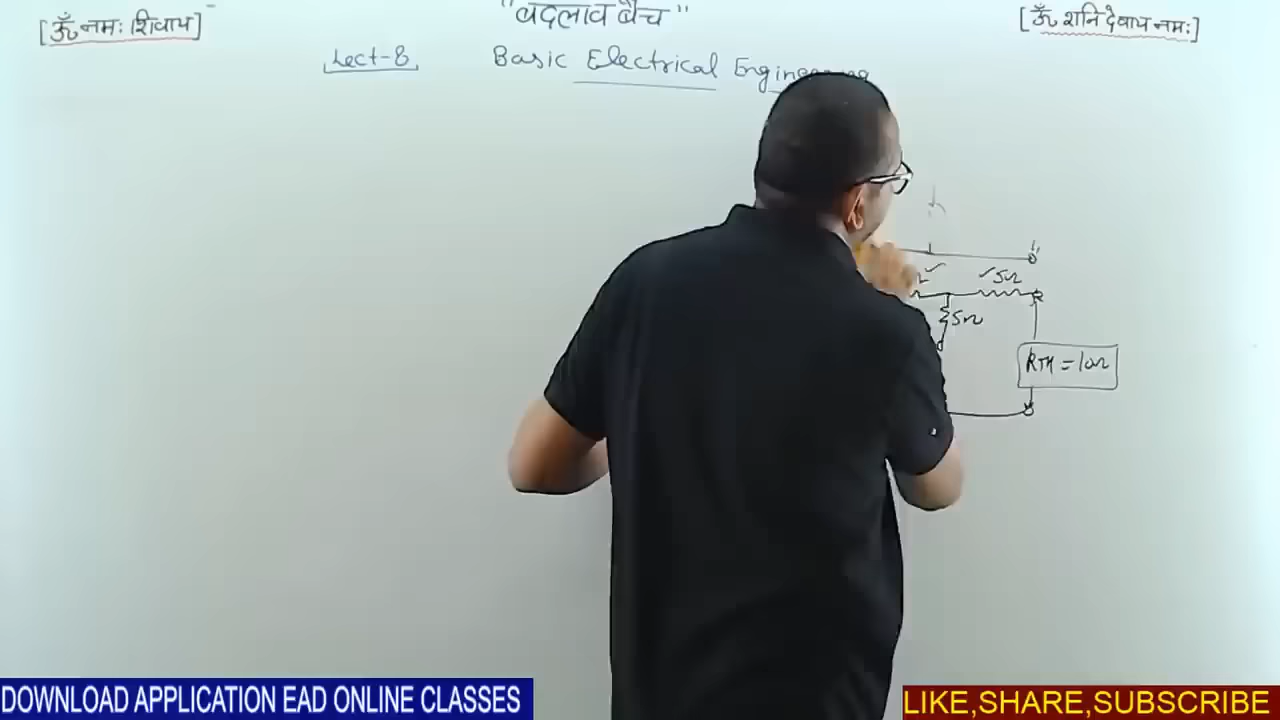 [ॐ नमः शिवाय]
"बदलाव बैच"
[ॐ शनि देवाय नमः]
Lect-8
Basic Electrical Engineering
5Ω
5Ω
RTH = 10Ω
DOWNLOAD APPLICATION EAD ONLINE CLASSES
LIKE,SHARE,SUBSCRIBE